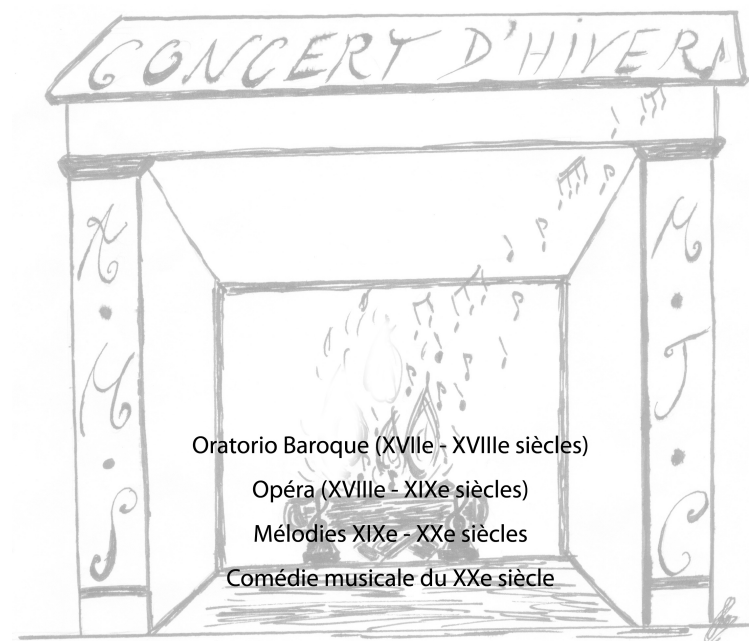 CONCERT D'HIVER
A • M • S
M • J • C
Oratorio Baroque (XVIIe - XVIIIe siècles)
Opéra (XVIIIe - XIXe siècles)
Mélodies XIXe - XXe siècles
Comédie musicale du XXe siècle